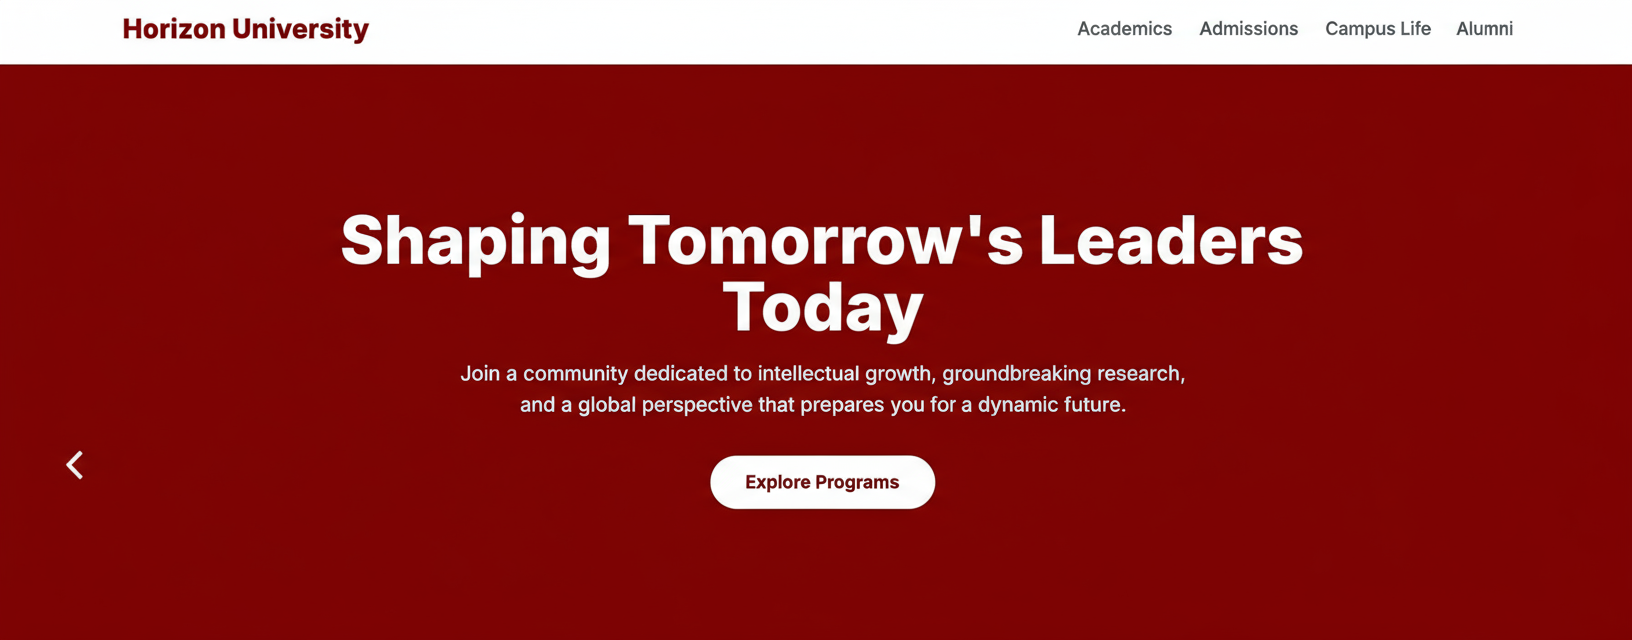 Horizon University
Academics
Admissions
Campus Life
Alumni
Shaping Tomorrow's Leaders
Today
Join a community dedicated to intellectual growth, groundbreaking research,
and a global perspective that prepares you for a dynamic future.
Explore Programs